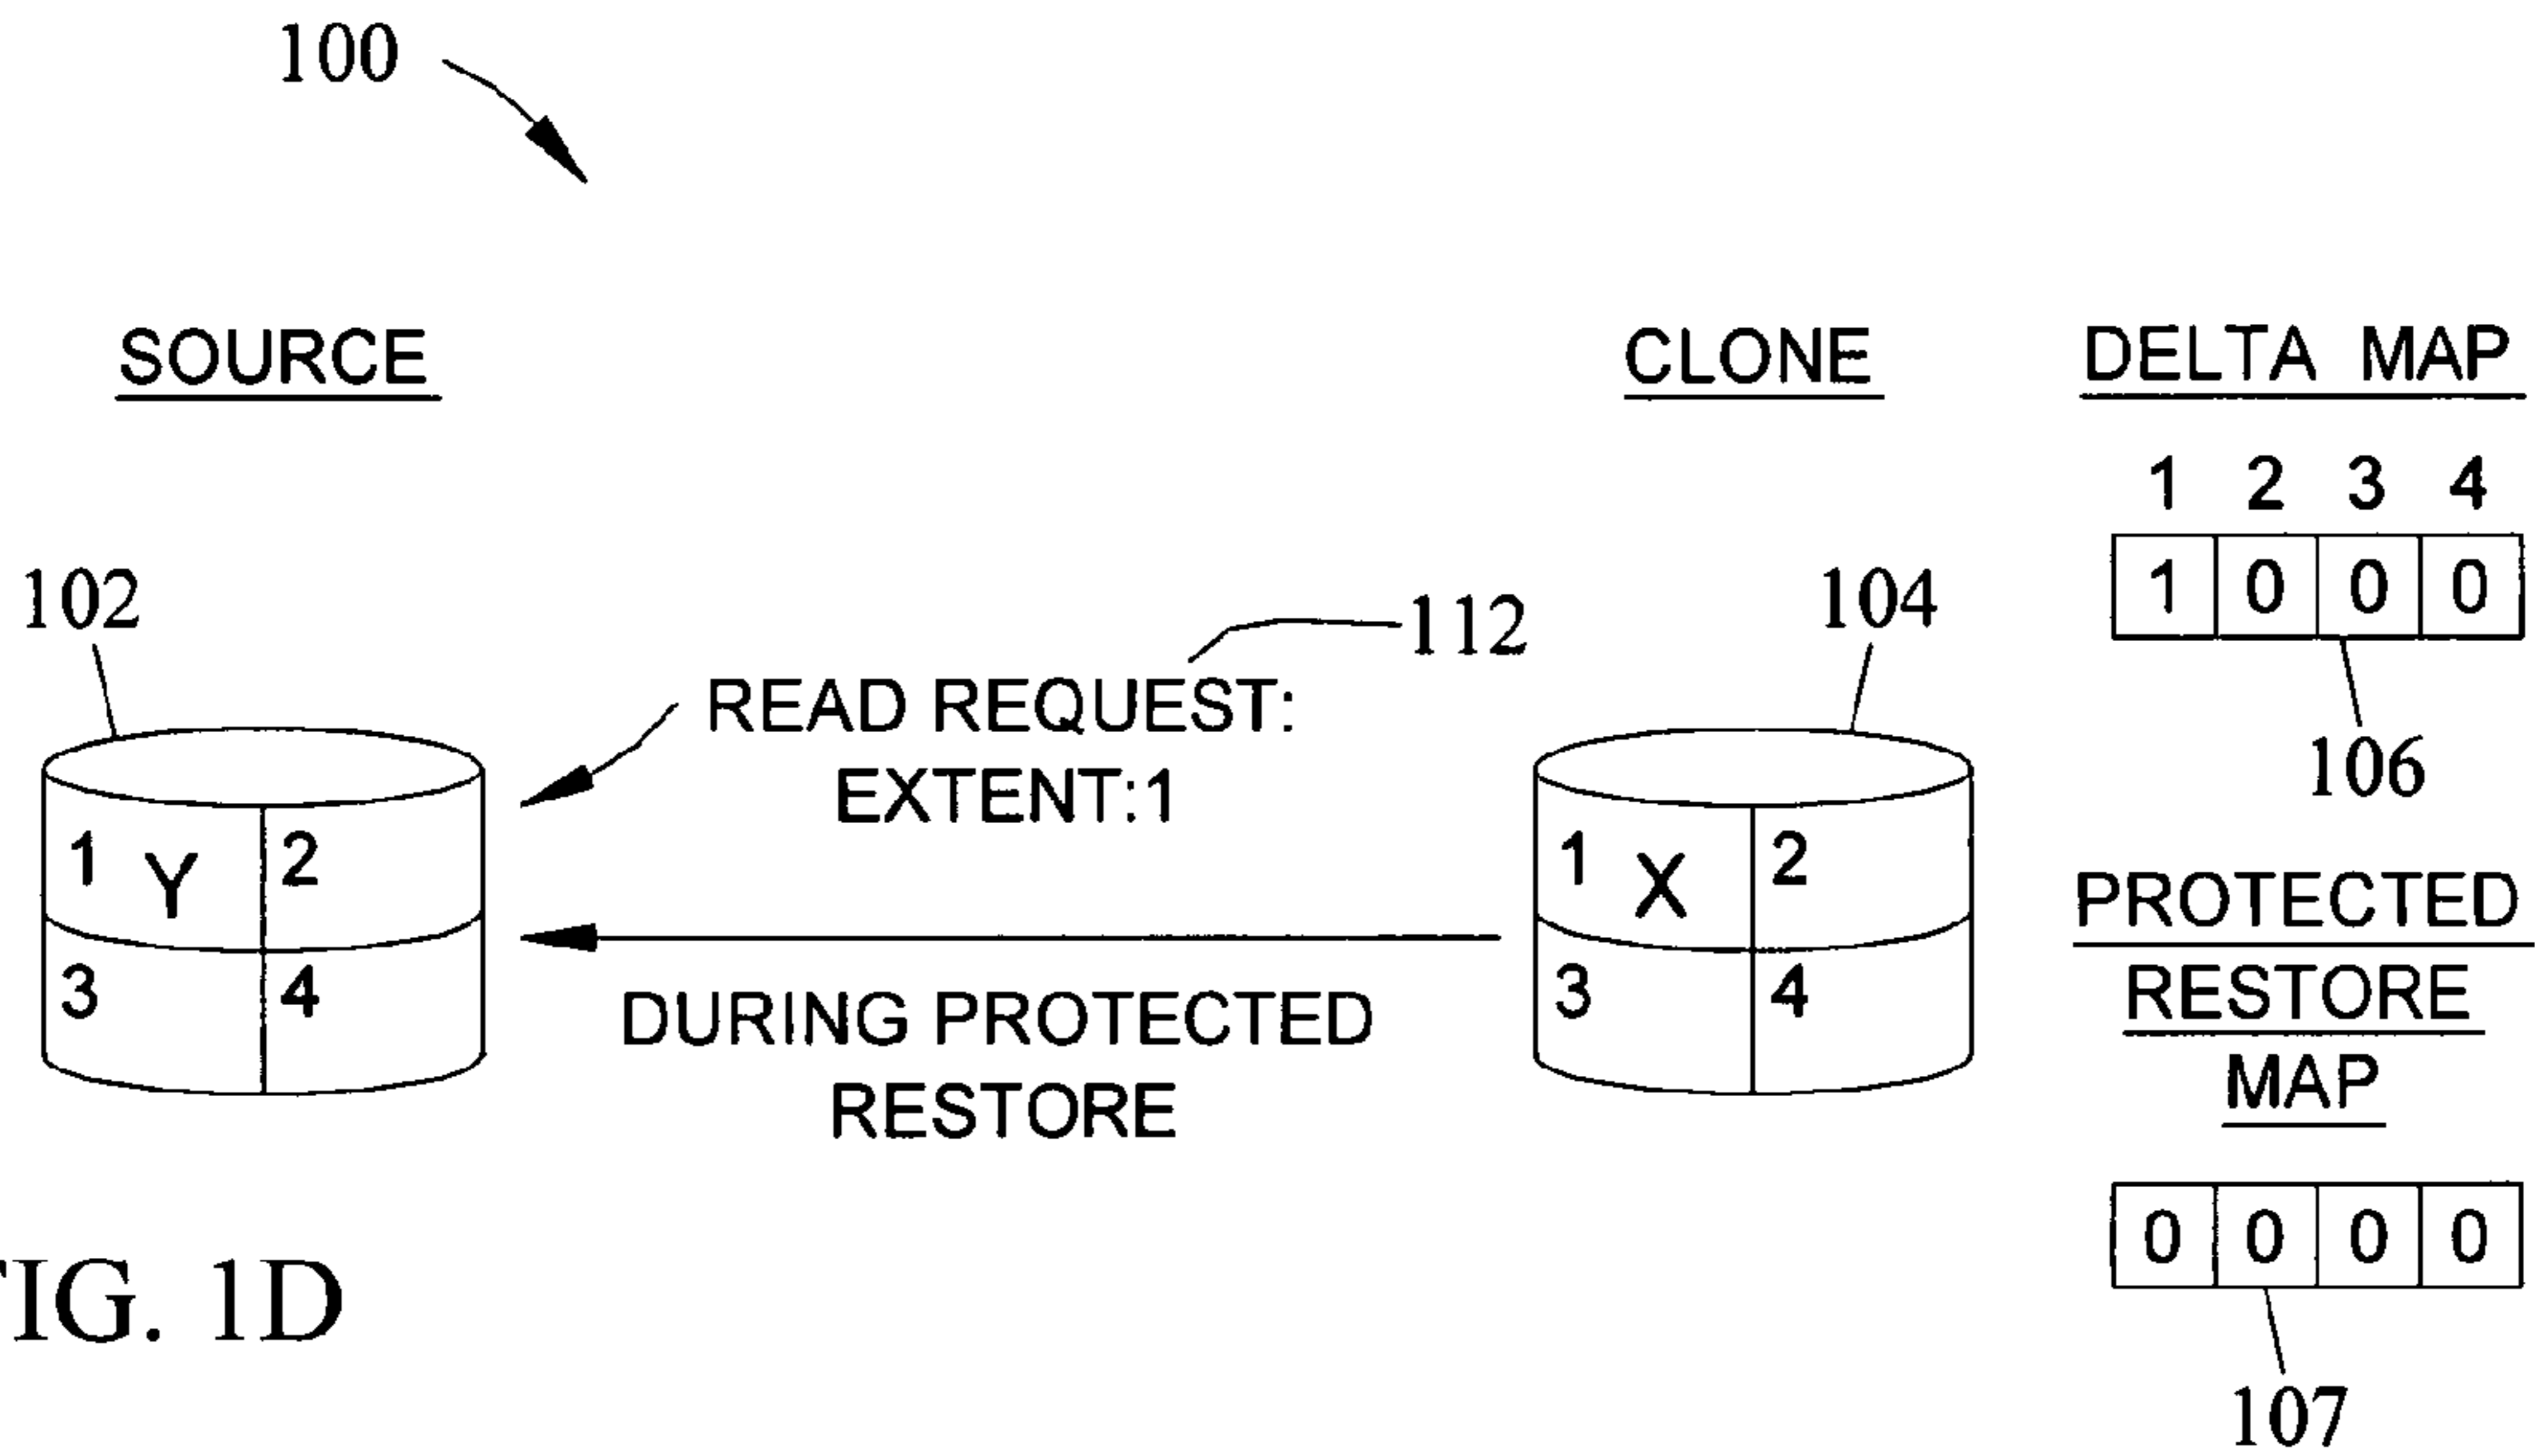 100
SOURCE
CLONE
DELTA MAP
1 2 3 4
1 0 0 0
106
102
112
104
READ REQUEST:
EXTENT:1
1 Y 2
3 4
1 X 2
3 4
DURING PROTECTED
RESTORE
PROTECTED
RESTORE
MAP
0 0 0 0
107
FIG. 1D